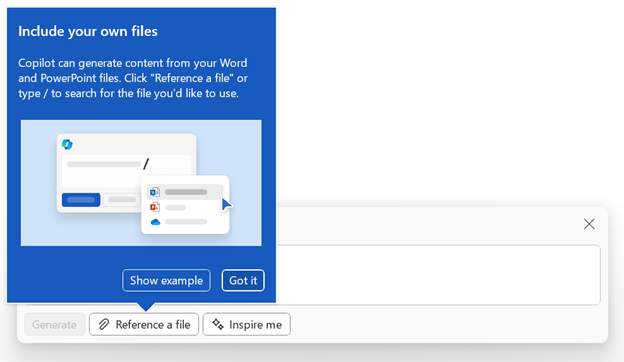 Include your own files
Copilot can generate content from your Word
and PowerPoint files. Click "Reference a file" or
type / to search for the file you'd like to use.
/
Show example
Got it
Generate
Reference a file
Inspire me